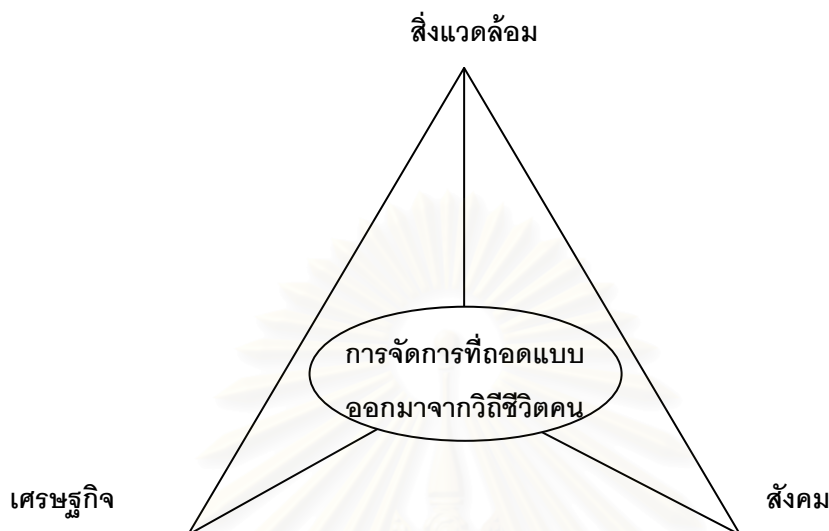 สิ่งแวดล้อม
การจัดการที่ถอดแบบ
ออกมาจากวิถีชีวิตคน
เศรษฐกิจ
สังคม